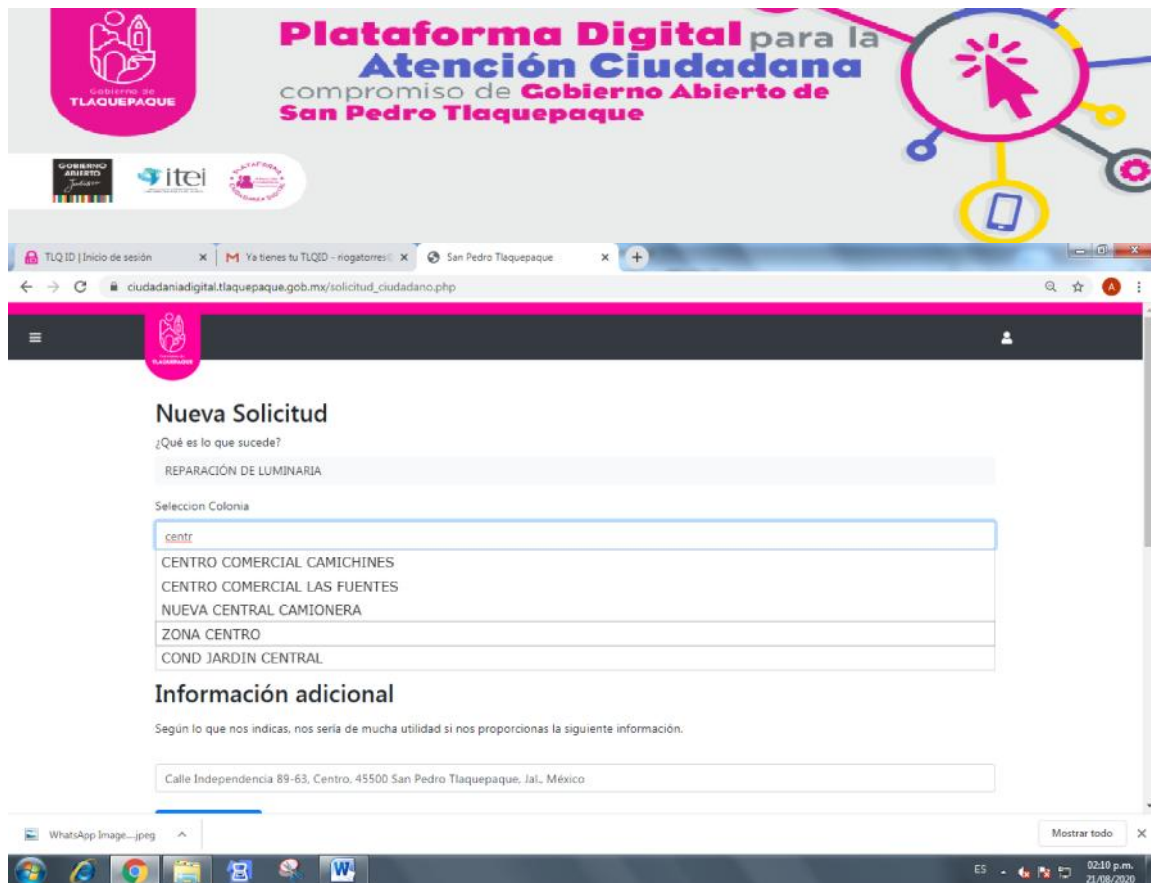 Gobierno de
TLAQUEPAQUE
Plataforma Digital para la
Atención Ciudadana
compromiso de Gobierno Abierto de
San Pedro Tlaquepaque
GOBIERNO
ABIERTO
Jalisco
itei
TLQ ID | Inicio de sesión
Ya tienes tu TLQID - riogatorres
San Pedro Tlaquepaque
ciudadaniadigital.tlaquepaque.gob.mx/solicitud_ciudadano.php
A
TLAQUEPAQUE
Nueva Solicitud
¿Qué es lo que sucede?
REPARACIÓN DE LUMINARIA
Seleccion Colonia
centr
CENTRO COMERCIAL CAMICHINES
CENTRO COMERCIAL LAS FUENTES
NUEVA CENTRAL CAMIONERA
ZONA CENTRO
COND JARDIN CENTRAL
Información adicional
Según lo que nos indicas, nos sería de mucha utilidad si nos proporcionas la siguiente información.
Calle Independencia 89-63, Centro, 45500 San Pedro Tlaquepaque, Jal., México
WhatsApp Image....jpeg
Mostrar todo
ES
02:10 p.m.
21/08/2020